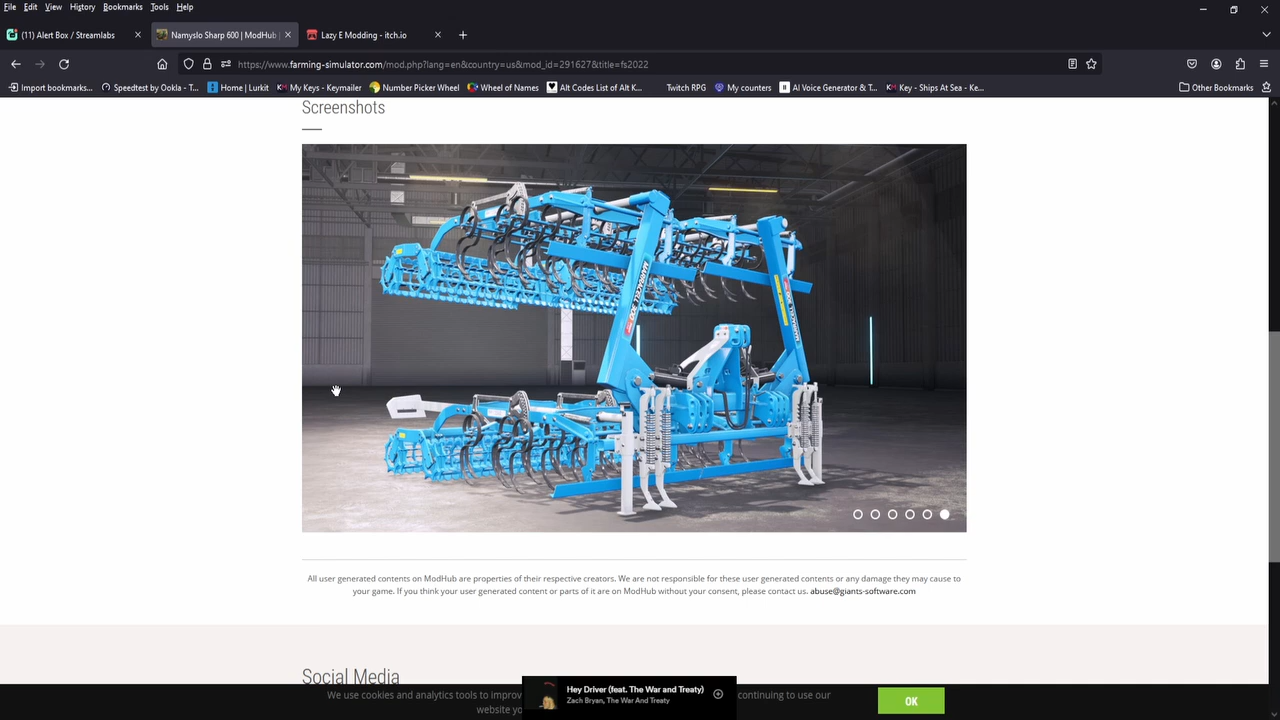 File Edit View History Bookmarks Tools Help
(11) Alert Box / Streamlabs
Namyslo Sharp 600 | ModHub
Lazy E Modding - itch.io
https://www.farming-simulator.com/mod.php?lang=en&country=us&mod_id=291627&title=fs2022
Import bookmarks... Speedtest by Ookla - T... Home | Lurkit My Keys - Keymailer Number Picker Wheel Wheel of Names Alt Codes List of Alt K... Twitch RPG My counters AI Voice Generator & T... Key - Ships At Sea - Ke... Other Bookmarks
Screenshots
All user generated contents on ModHub are properties of their respective creators. We are not responsible for these user generated contents or any damage they may cause to
your game. If you think your user generated content or parts of it are on ModHub without your consent, please contact us. abuse@giants-software.com
Social Media
We use cookies and analytics tools to improv
continuing to use our
website yo
Hey Driver (feat. The War and Treaty)
Zach Bryan, The War And Treaty
OK